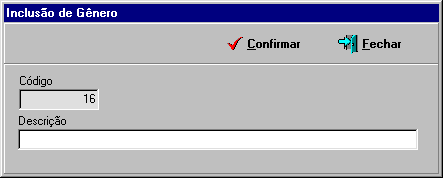 Inclusão de Gênero
Confirmar Fechar
Código
16
Descrição